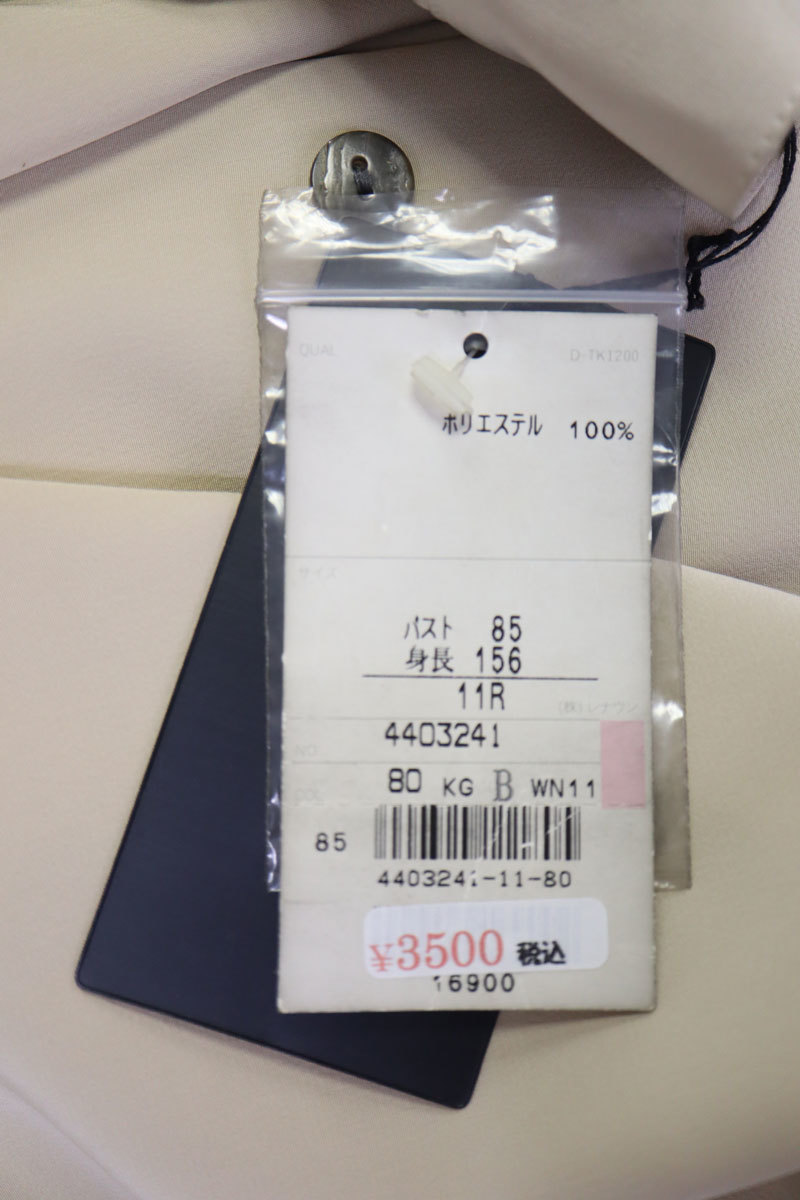 QUAL D-TK1200
ポリエステル 100%
サイズ
バスト 85
身長 156
11R (株)レナウン
NO 4403241
COL 80 KG B WN11
85
4403241-11-80
¥3500 税込
16900